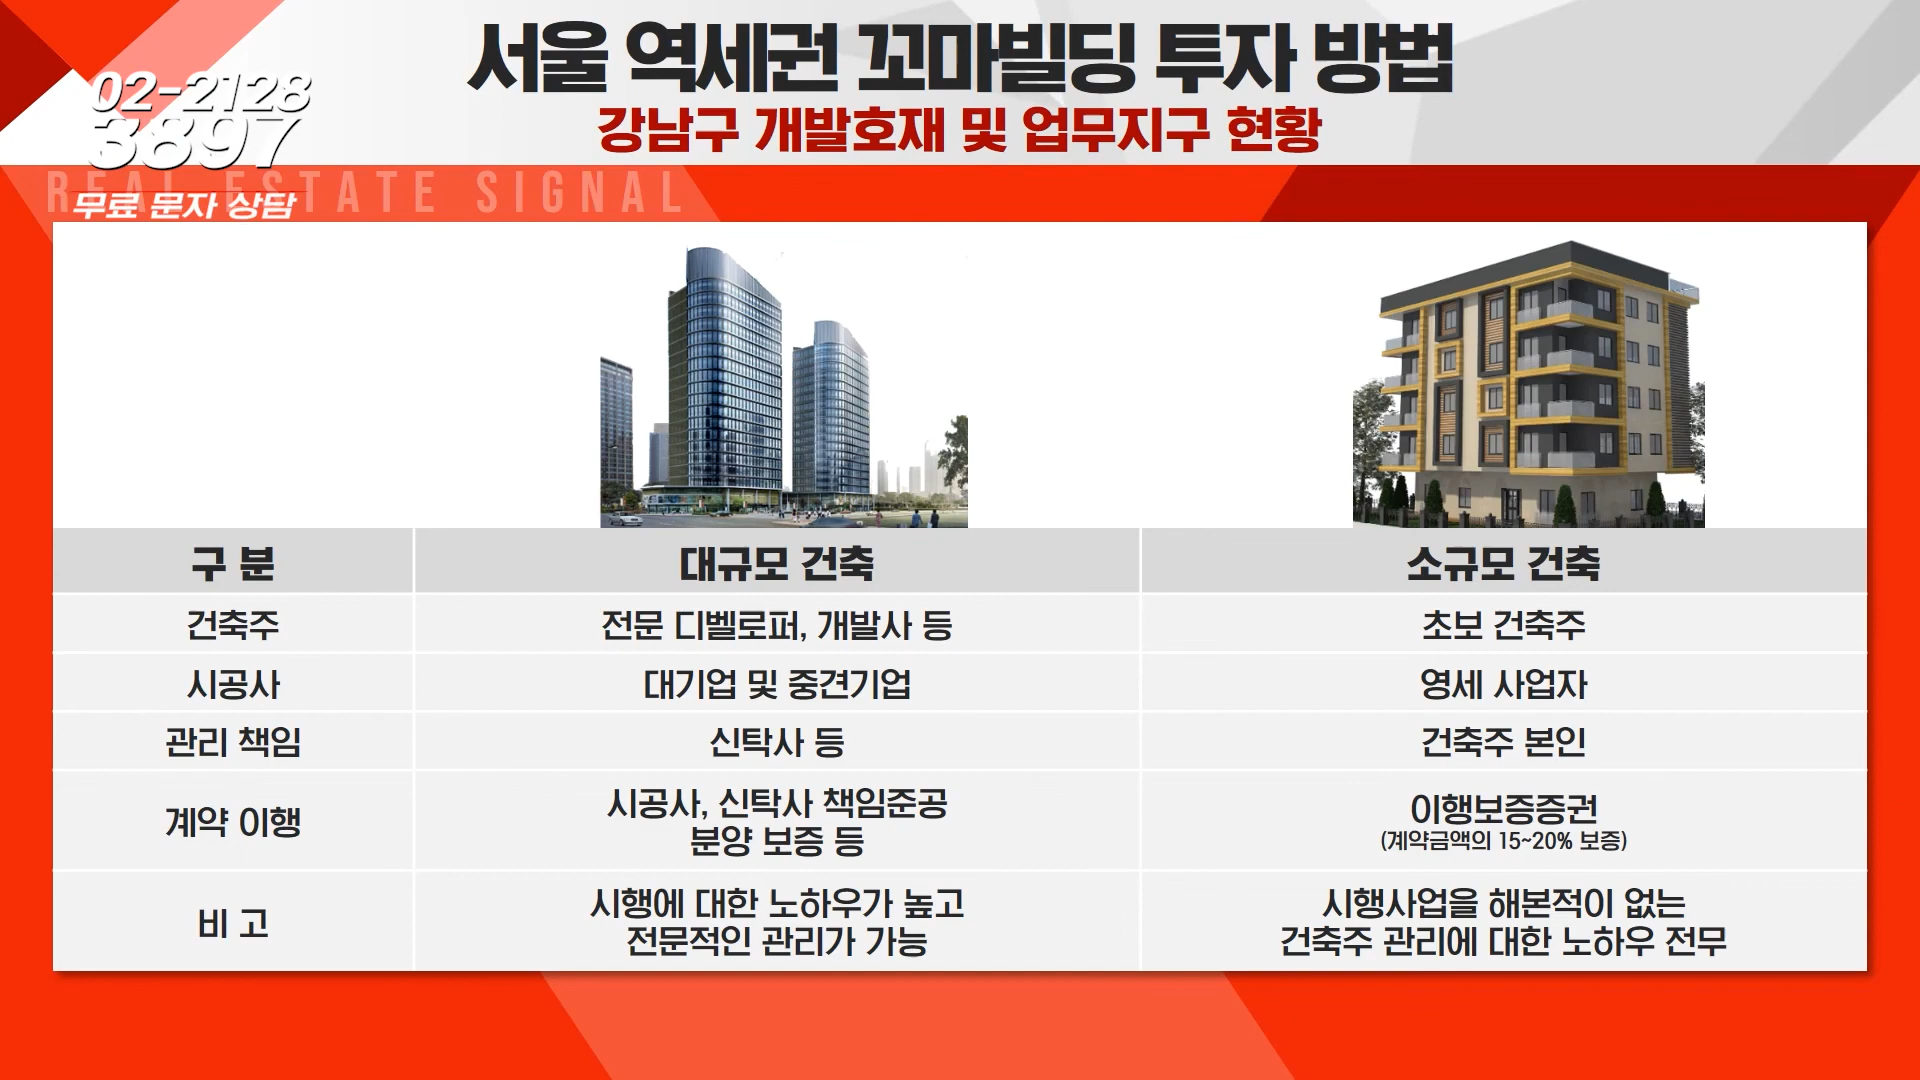 서울 역세권 꼬마빌딩 투자 방법
강남구 개발호재 및 업무지구 현황
02-2128
3897
REAL ESTATE SIGNAL
무료 문자 상담
구 분 대규모 건축 소규모 건축
건축주 전문 디벨로퍼, 개발사 등 초보 건축주
시공사 대기업 및 중견기업 영세 사업자
관리 책임 신탁사 등 건축주 본인
계약 이행
시공사, 신탁사 책임준공
분양 보증 등
이행보증증권
(계약금액의 15~20% 보증)
비 고
시행에 대한 노하우가 높고
전문적인 관리가 가능
시행사업을 해본적이 없는
건축주 관리에 대한 노하우 전무